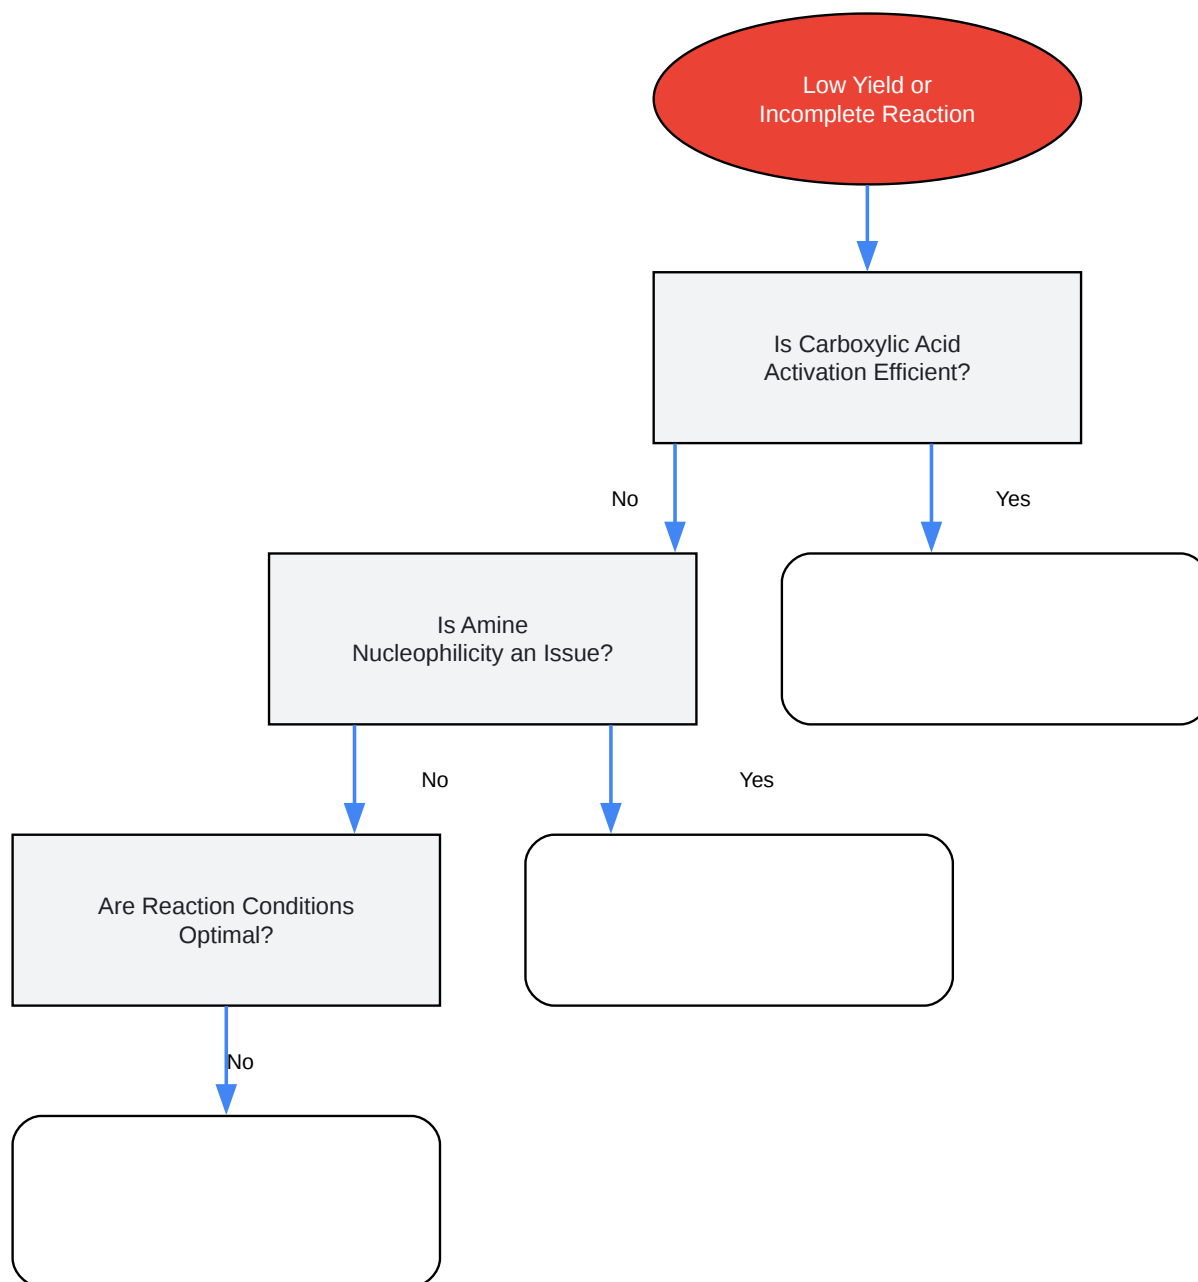 Low Yield or
Incomplete Reaction
Is Carboxylic Acid
Activation Efficient?
No
Yes
Is Amine
Nucleophilicity an Issue?
No
Yes
Are Reaction Conditions
Optimal?
No